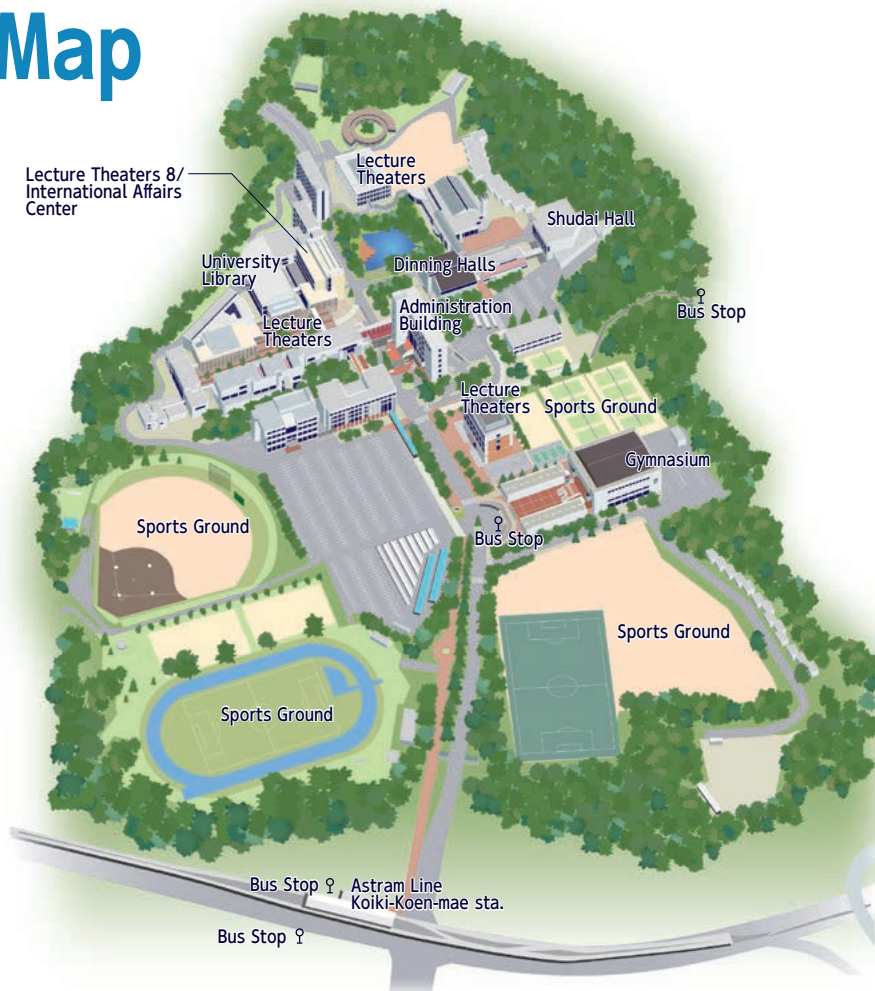 Map
Lecture
Theaters
Lecture Theaters 8/
International Affairs
Center
Shudai Hall
University
Library
Dinning Halls
Bus Stop
Administration
Building
Lecture
Theaters
Lecture
Theaters
Sports Ground
Gymnasium
Sports Ground
Bus Stop
Sports Ground
Sports Ground
Bus Stop
Astram Line
Koiki-Koen-mae sta.
Bus Stop